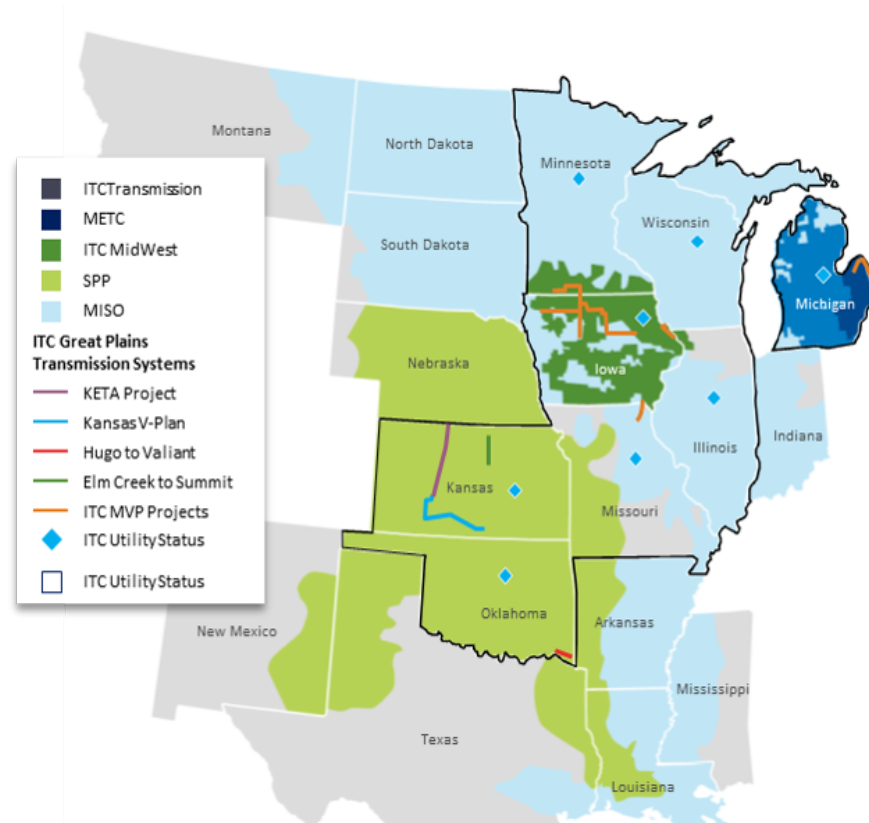 Montana
North Dakota
Minnesota
Wisconsin
South Dakota
Michigan
Nebraska
Iowa
Illinois
Indiana
Kansas
Missouri
Oklahoma
Arkansas
New Mexico
Mississippi
Texas
Louisiana
ITCTransmission
METC
ITC MidWest
SPP
MISO
ITC Great Plains
Transmission Systems
KETA Project
Kansas V-Plan
Hugo to Valiant
Elm Creek to Summit
ITC MVP Projects
ITC Utility Status
ITC Utility Status